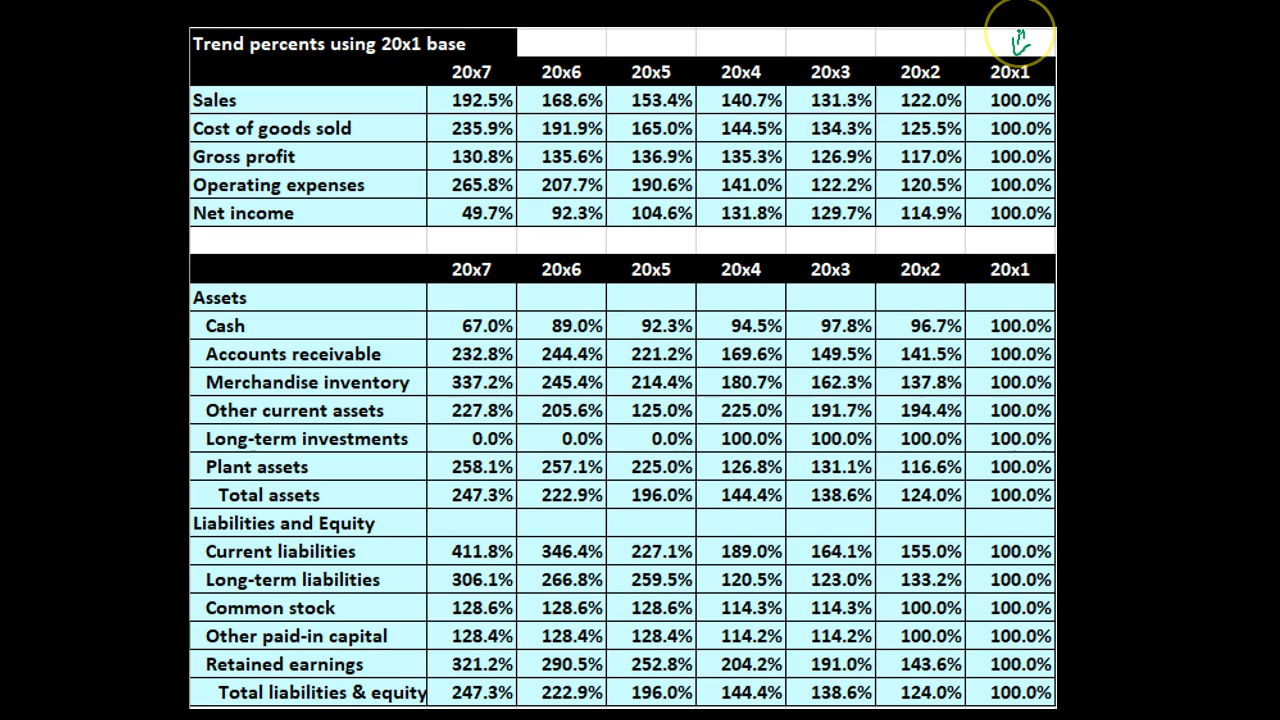 Trend percents using 20x1 base
20x7 20x6 20x5 20x4 20x3 20x2 20x1
Sales 192.5% 168.6% 153.4% 140.7% 131.3% 122.0% 100.0%
Cost of goods sold 235.9% 191.9% 165.0% 144.5% 134.3% 125.5% 100.0%
Gross profit 130.8% 135.6% 136.9% 135.3% 126.9% 117.0% 100.0%
Operating expenses 265.8% 207.7% 190.6% 141.0% 122.2% 120.5% 100.0%
Net income 49.7% 92.3% 104.6% 131.8% 129.7% 114.9% 100.0%
20x7 20x6 20x5 20x4 20x3 20x2 20x1
Assets
Cash 67.0% 89.0% 92.3% 94.5% 97.8% 96.7% 100.0%
Accounts receivable 232.8% 244.4% 221.2% 169.6% 149.5% 141.5% 100.0%
Merchandise inventory 337.2% 245.4% 214.4% 180.7% 162.3% 137.8% 100.0%
Other current assets 227.8% 205.6% 125.0% 225.0% 191.7% 194.4% 100.0%
Long-term investments 0.0% 0.0% 0.0% 100.0% 100.0% 100.0% 100.0%
Plant assets 258.1% 257.1% 225.0% 126.8% 131.1% 116.6% 100.0%
Total assets 247.3% 222.9% 196.0% 144.4% 138.6% 124.0% 100.0%
Liabilities and Equity
Current liabilities 411.8% 346.4% 227.1% 189.0% 164.1% 155.0% 100.0%
Long-term liabilities 306.1% 266.8% 259.5% 120.5% 123.0% 133.2% 100.0%
Common stock 128.6% 128.6% 128.6% 114.3% 114.3% 100.0% 100.0%
Other paid-in capital 128.4% 128.4% 128.4% 114.2% 114.2% 100.0% 100.0%
Retained earnings 321.2% 290.5% 252.8% 204.2% 191.0% 143.6% 100.0%
Total liabilities & equity 247.3% 222.9% 196.0% 144.4% 138.6% 124.0% 100.0%